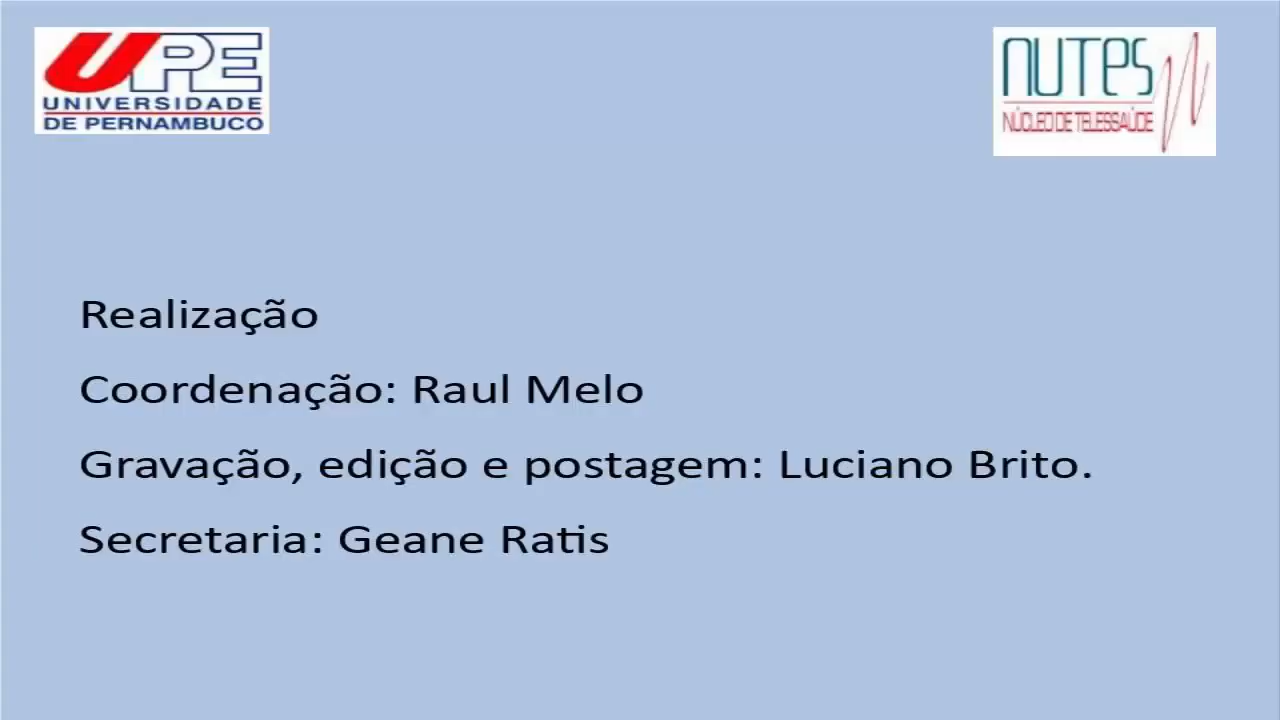 UPE
UNIVERSIDADE
DE PERNAMBUCO
NUTES
NÚCLEO DE TELESSAÚDE
Realização
Coordenação: Raul Melo
Gravação, edição e postagem: Luciano Brito.
Secretaria: Geane Ratis